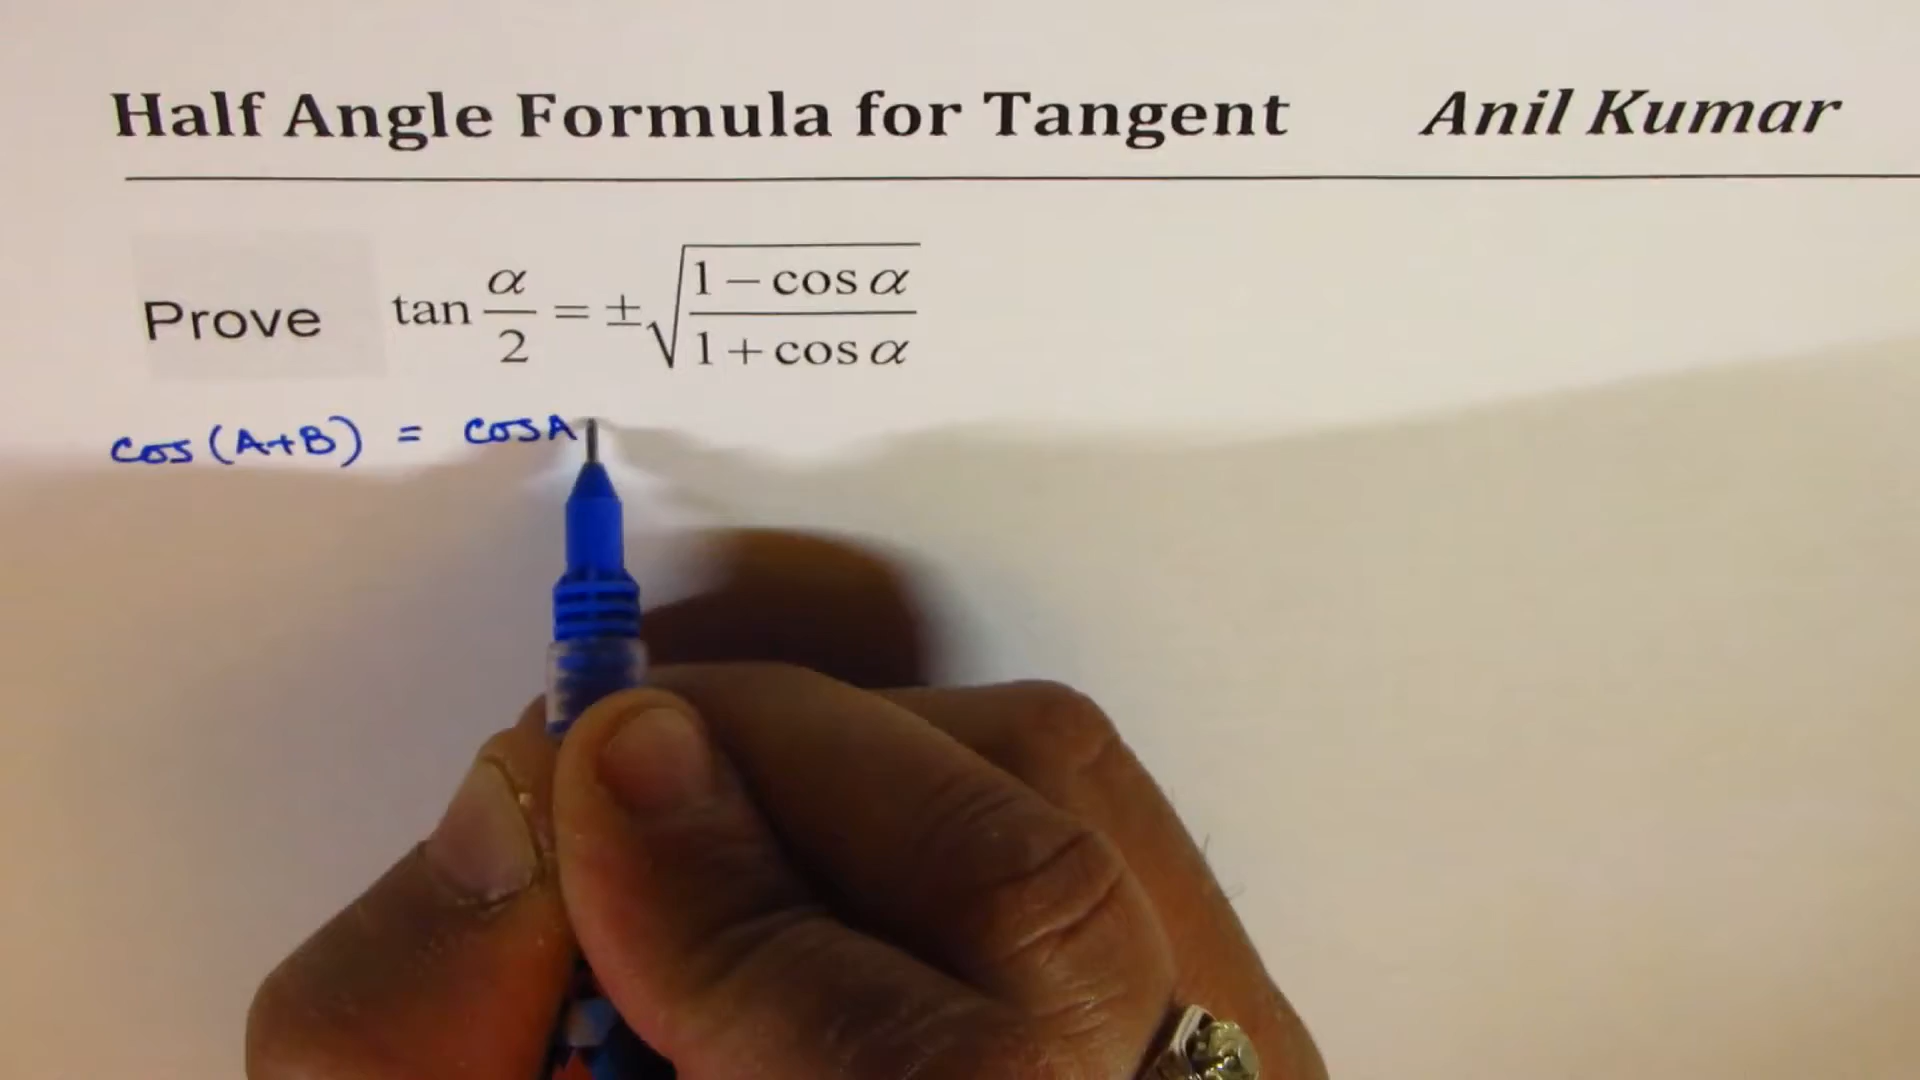 Half Angle Formula for Tangent Anil Kumar
Prove tan α/2 = ±√((1 − cos α)/(1 + cos α))
cos (A+B) = cosA